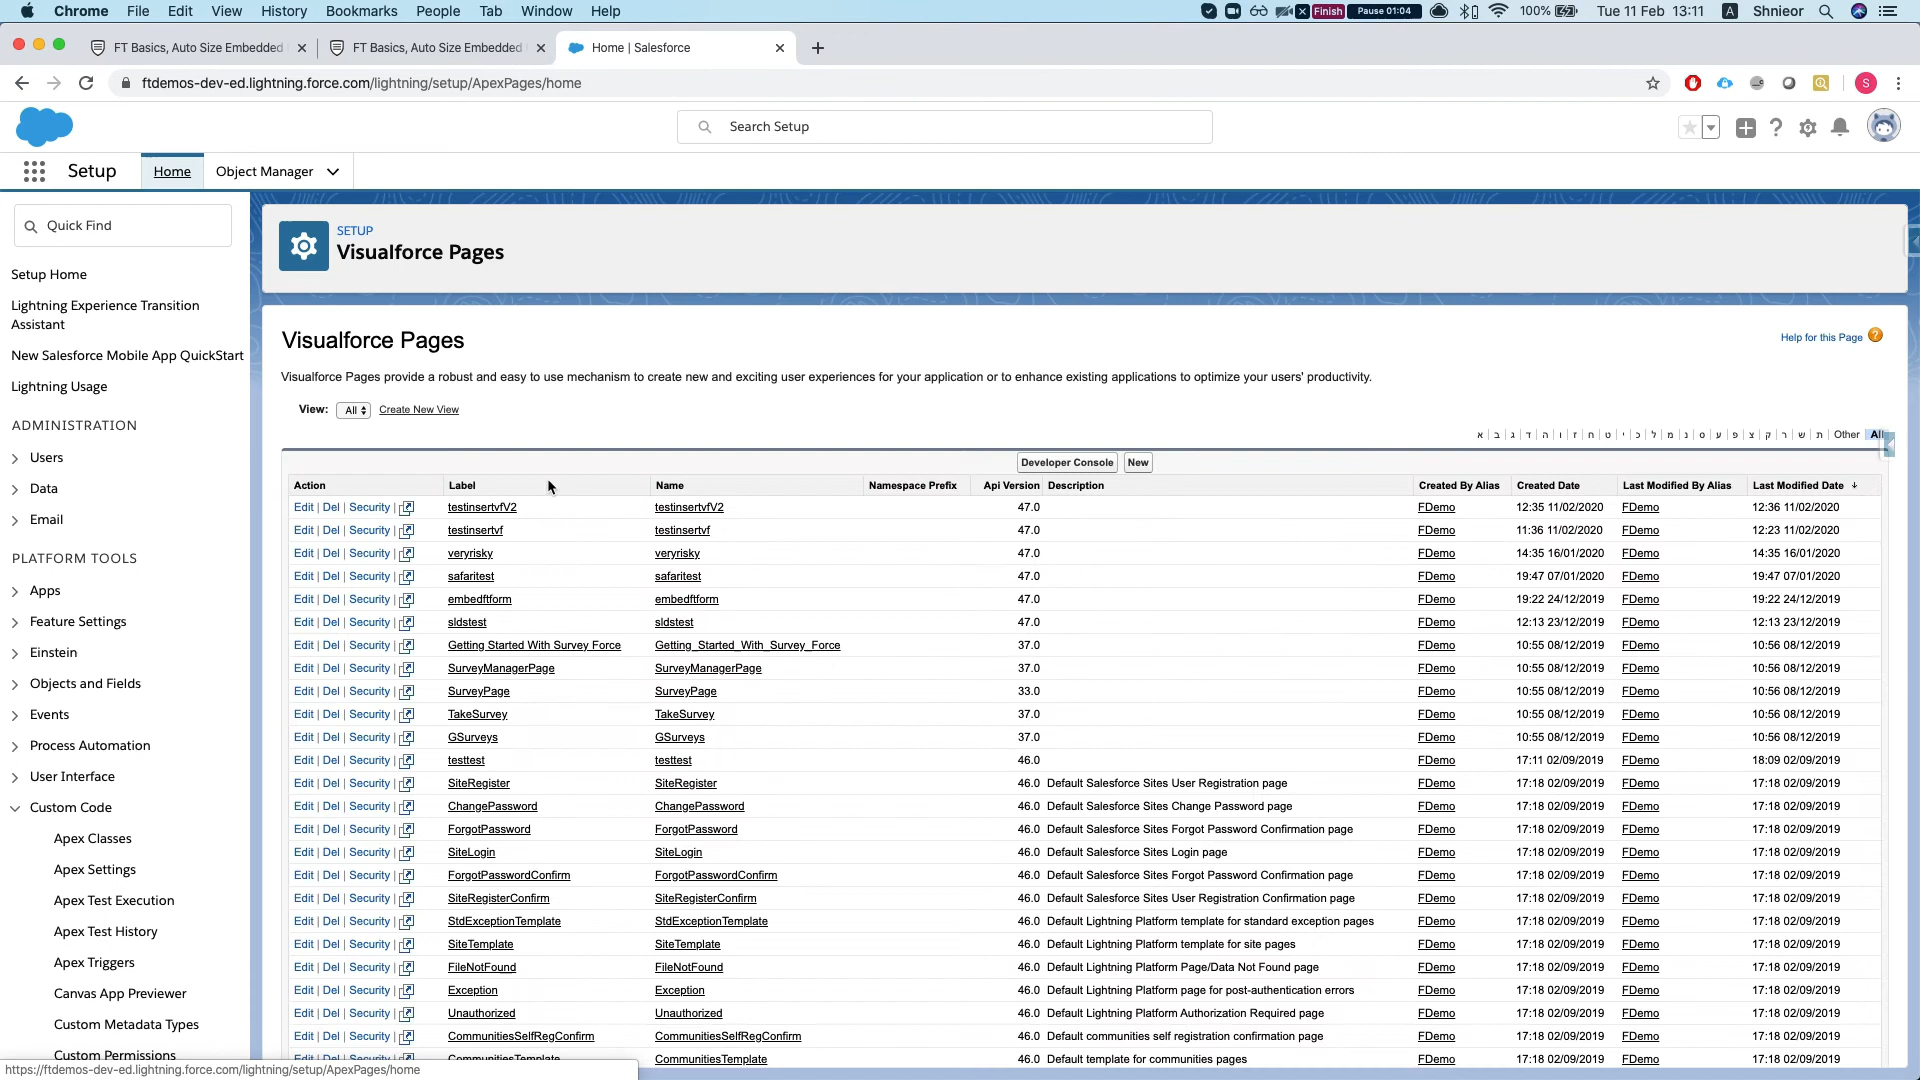 Chrome File Edit View History Bookmarks People Tab Window Help
Finish Pause 01:04 100% Tue 11 Feb 13:11 A Shnieor
FT Basics, Auto Size Embedded
FT Basics, Auto Size Embedded
Home | Salesforce
ftdemos-dev-ed.lightning.force.com/lightning/setup/ApexPages/home
S
Search Setup
Setup Home Object Manager
Quick Find
Setup Home
Lightning Experience Transition
Assistant
New Salesforce Mobile App QuickStart
Lightning Usage
ADMINISTRATION
Users
Data
Email
PLATFORM TOOLS
Apps
Feature Settings
Einstein
Objects and Fields
Events
Process Automation
User Interface
Custom Code
Apex Classes
Apex Settings
Apex Test Execution
Apex Test History
Apex Triggers
Canvas App Previewer
Custom Metadata Types
Custom Permissions
SETUP
Visualforce Pages
Visualforce Pages
Help for this Page ?
Visualforce Pages provide a robust and easy to use mechanism to create new and exciting user experiences for your application or to enhance existing applications to optimize your users' productivity.
View: All Create New View
א | ב | ג | ד | ה | ו | ז | ח | ט | י | כ | ל | מ | נ | ס | ע | פ | צ | ק | ר | ש | ת | Other All
Developer Console New
Action Label Name Namespace Prefix Api Version Description Created By Alias Created Date Last Modified By Alias Last Modified Date
Edit | Del | Security | testinsertvfV2 testinsertvfV2 47.0 FDemo 12:35 11/02/2020 FDemo 12:36 11/02/2020
Edit | Del | Security | testinsertvf testinsertvf 47.0 FDemo 11:36 11/02/2020 FDemo 12:23 11/02/2020
Edit | Del | Security | veryrisky veryrisky 47.0 FDemo 14:35 16/01/2020 FDemo 14:35 16/01/2020
Edit | Del | Security | safaritest safaritest 47.0 FDemo 19:47 07/01/2020 FDemo 19:47 07/01/2020
Edit | Del | Security | embedftform embedftform 47.0 FDemo 19:22 24/12/2019 FDemo 19:22 24/12/2019
Edit | Del | Security | sldstest sldstest 47.0 FDemo 12:13 23/12/2019 FDemo 12:13 23/12/2019
Edit | Del | Security | Getting Started With Survey Force Getting_Started_With_Survey_Force 37.0 FDemo 10:55 08/12/2019 FDemo 10:56 08/12/2019
Edit | Del | Security | SurveyManagerPage SurveyManagerPage 37.0 FDemo 10:55 08/12/2019 FDemo 10:56 08/12/2019
Edit | Del | Security | SurveyPage SurveyPage 33.0 FDemo 10:55 08/12/2019 FDemo 10:56 08/12/2019
Edit | Del | Security | TakeSurvey TakeSurvey 37.0 FDemo 10:55 08/12/2019 FDemo 10:56 08/12/2019
Edit | Del | Security | GSurveys GSurveys 37.0 FDemo 10:55 08/12/2019 FDemo 10:56 08/12/2019
Edit | Del | Security | testtest testtest 46.0 FDemo 17:11 02/09/2019 FDemo 18:09 02/09/2019
Edit | Del | Security | SiteRegister SiteRegister 46.0 Default Salesforce Sites User Registration page FDemo 17:18 02/09/2019 FDemo 17:18 02/09/2019
Edit | Del | Security | ChangePassword ChangePassword 46.0 Default Salesforce Sites Change Password page FDemo 17:18 02/09/2019 FDemo 17:18 02/09/2019
Edit | Del | Security | ForgotPassword ForgotPassword 46.0 Default Salesforce Sites Forgot Password Confirmation page FDemo 17:18 02/09/2019 FDemo 17:18 02/09/2019
Edit | Del | Security | SiteLogin SiteLogin 46.0 Default Salesforce Sites Login page FDemo 17:18 02/09/2019 FDemo 17:18 02/09/2019
Edit | Del | Security | ForgotPasswordConfirm ForgotPasswordConfirm 46.0 Default Salesforce Sites Forgot Password Confirmation page FDemo 17:18 02/09/2019 FDemo 17:18 02/09/2019
Edit | Del | Security | SiteRegisterConfirm SiteRegisterConfirm 46.0 Default Salesforce Sites User Registration Confirmation page FDemo 17:18 02/09/2019 FDemo 17:18 02/09/2019
Edit | Del | Security | StdExceptionTemplate StdExceptionTemplate 46.0 Default Lightning Platform template for standard exception pages FDemo 17:18 02/09/2019 FDemo 17:18 02/09/2019
Edit | Del | Security | SiteTemplate SiteTemplate 46.0 Default Lightning Platform template for site pages FDemo 17:18 02/09/2019 FDemo 17:18 02/09/2019
Edit | Del | Security | FileNotFound FileNotFound 46.0 Default Lightning Platform Page/Data Not Found page FDemo 17:18 02/09/2019 FDemo 17:18 02/09/2019
Edit | Del | Security | Exception Exception 46.0 Default Lightning Platform page for post-authentication errors FDemo 17:18 02/09/2019 FDemo 17:18 02/09/2019
Edit | Del | Security | Unauthorized Unauthorized 46.0 Default Lightning Platform Authorization Required page FDemo 17:18 02/09/2019 FDemo 17:18 02/09/2019
Edit | Del | Security | CommunitiesSelfRegConfirm CommunitiesSelfRegConfirm 46.0 Default communities self registration confirmation page FDemo 17:18 02/09/2019 FDemo 17:18 02/09/2019
Edit | Del | Security | CommunitiesTemplate CommunitiesTemplate 46.0 Default template for communities pages FDemo 17:18 02/09/2019 FDemo 17:18 02/09/2019
https://ftdemos-dev-ed.lightning.force.com/lightning/setup/ApexPages/home